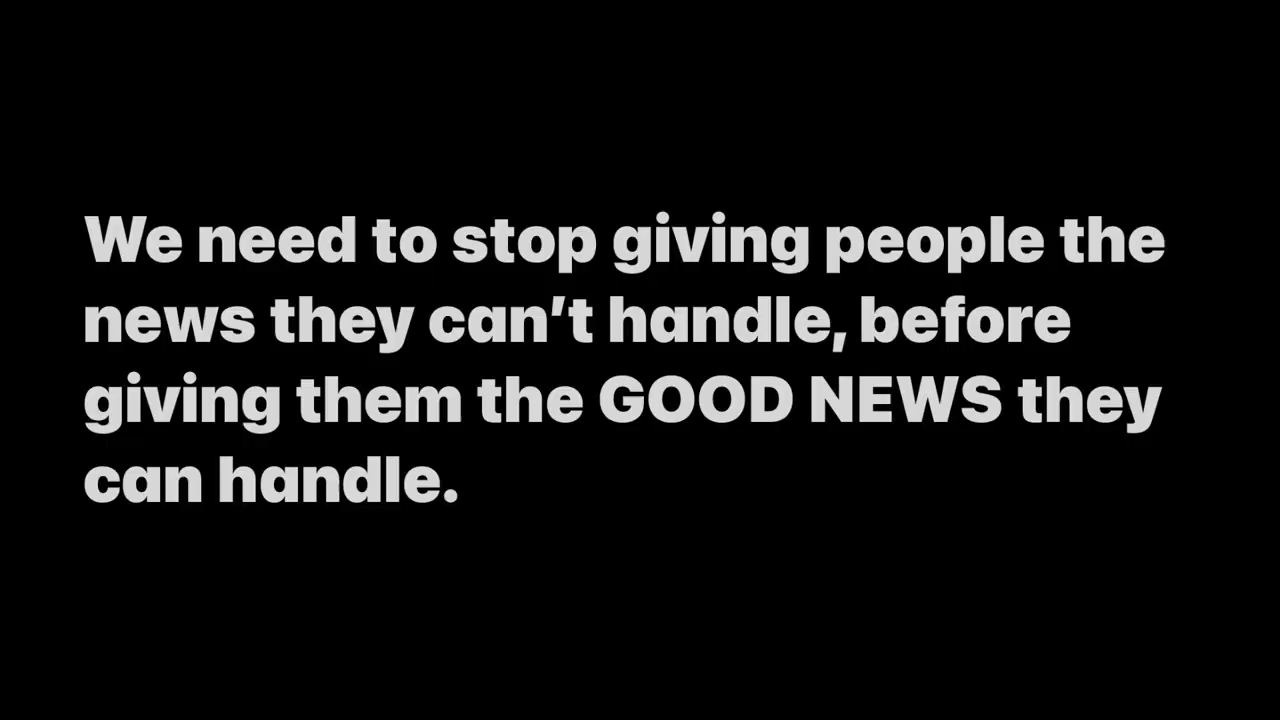 We need to stop giving people the
news they can’t handle, before
giving them the GOOD NEWS they
can handle.